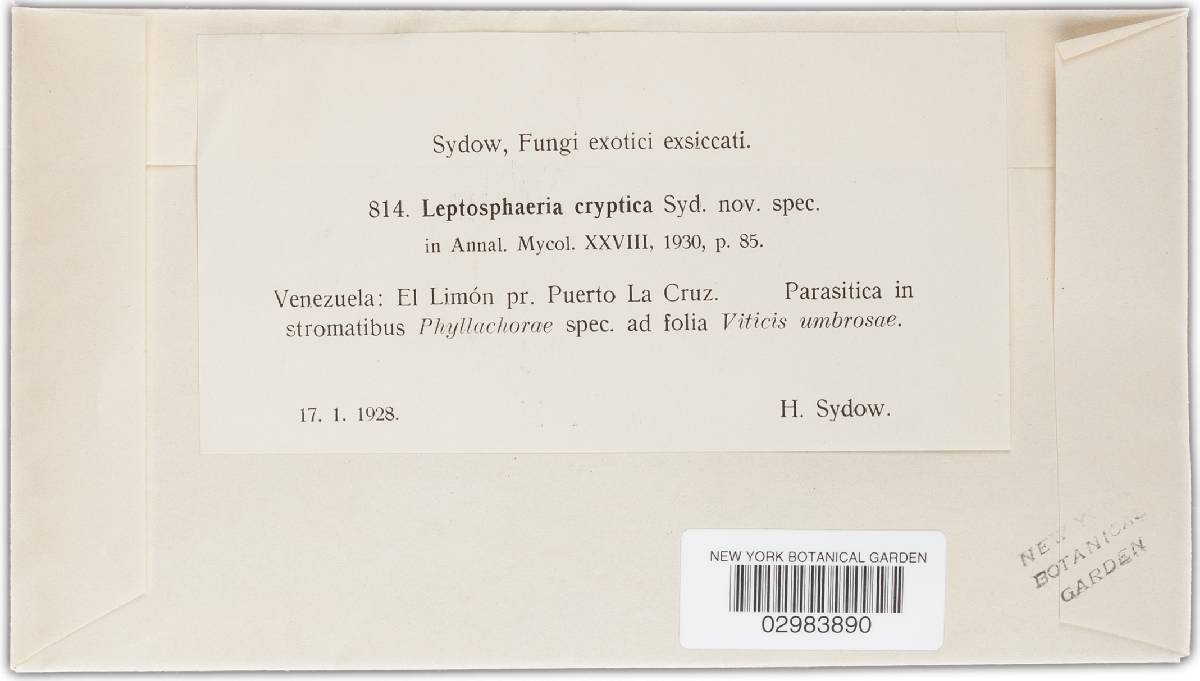 Sydow, Fungi exotici exsiccati.
814. Leptosphaeria cryptica Syd. nov. spec.
in Annal. Mycol. XXVIII, 1930, p. 85.
Venezuela: El Limón pr. Puerto La Cruz. Parasitica in
stromatibus Phyllachorae spec. ad folia Viticis umbrosae.
17. 1. 1928. H. Sydow.
NEW YORK BOTANICAL GARDEN
02983890
NEW YORK
BOTANICAL
GARDEN